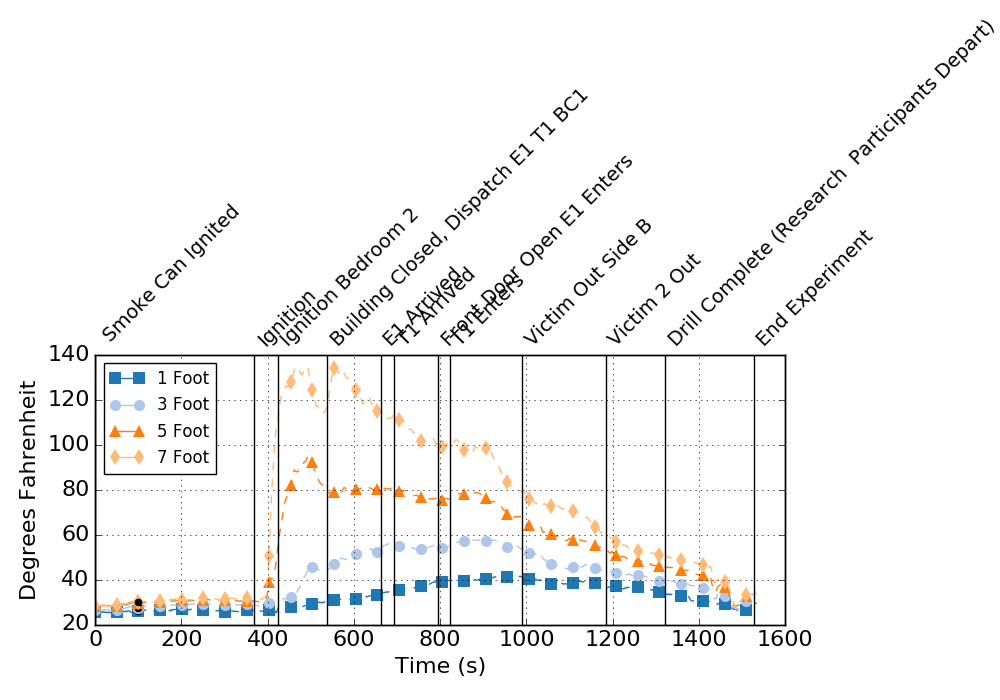 Smoke Can Ignited
Ignition
Ignition Bedroom 2
Building Closed, Dispatch E1 T1 BC1
E1 Arrived
T1 Arrived
Front Door Open E1 Enters
T1 Enters
Victim Out Side B
Victim 2 Out
Drill Complete (Research  Participants Depart)
End Experiment
140
120
100
80
60
40
20
Degrees Fahrenheit
1 Foot
3 Foot
5 Foot
7 Foot
0 200 400 600 800 1000 1200 1400 1600
Time (s)